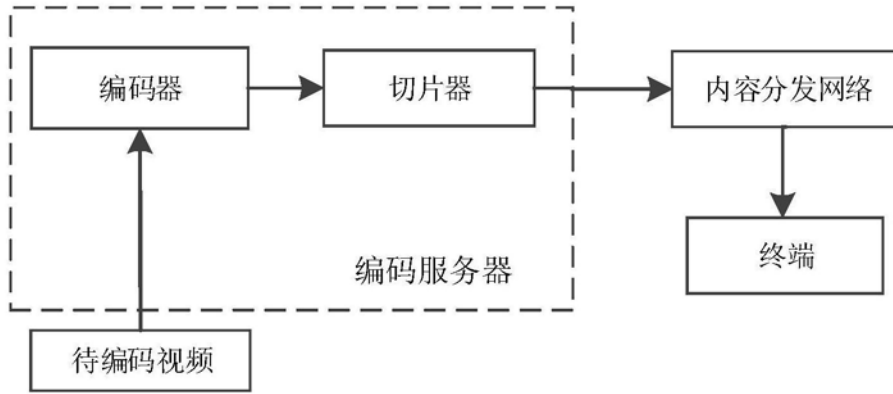 编码器
切片器
内容分发网络
编码服务器
终端
待编码视频